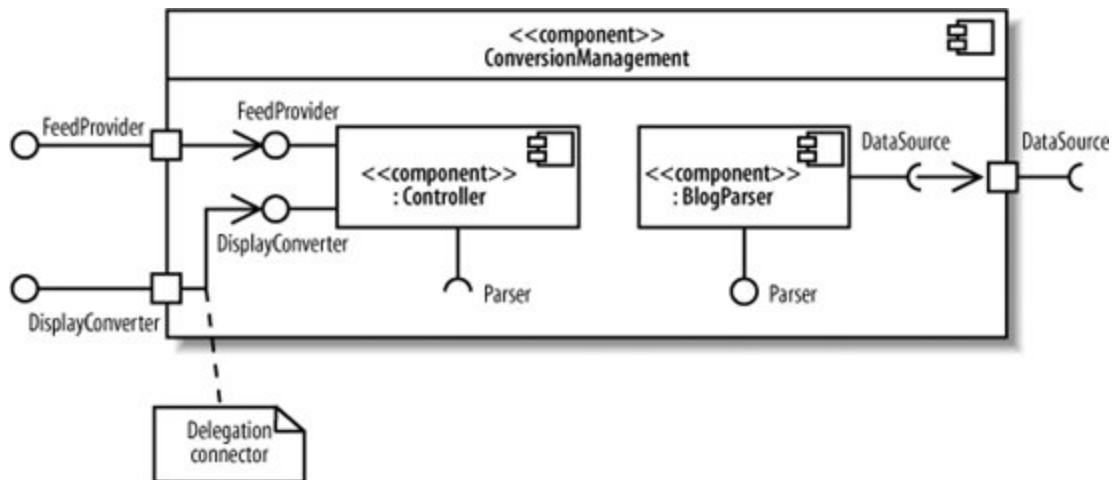 <<component>>
ConversionManagement
FeedProvider
FeedProvider
<<component>>
: Controller
<<component>>
: BlogParser
DataSource
DataSource
DisplayConverter
Parser
Parser
DisplayConverter
Delegation
connector